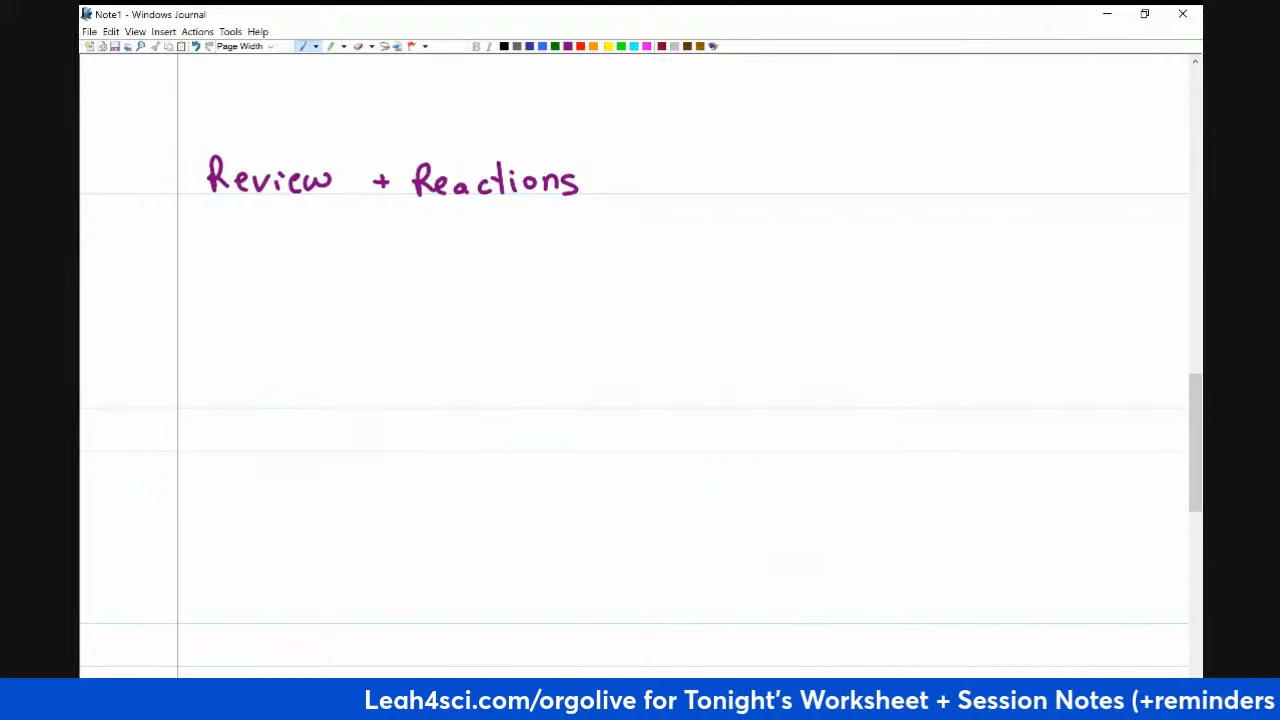 Note1 - Windows Journal
File Edit View Insert Actions Tools Help
Page Width
B I
Review + Reactions
Leah4sci.com/orgolive for Tonight's Worksheet + Session Notes (+reminders